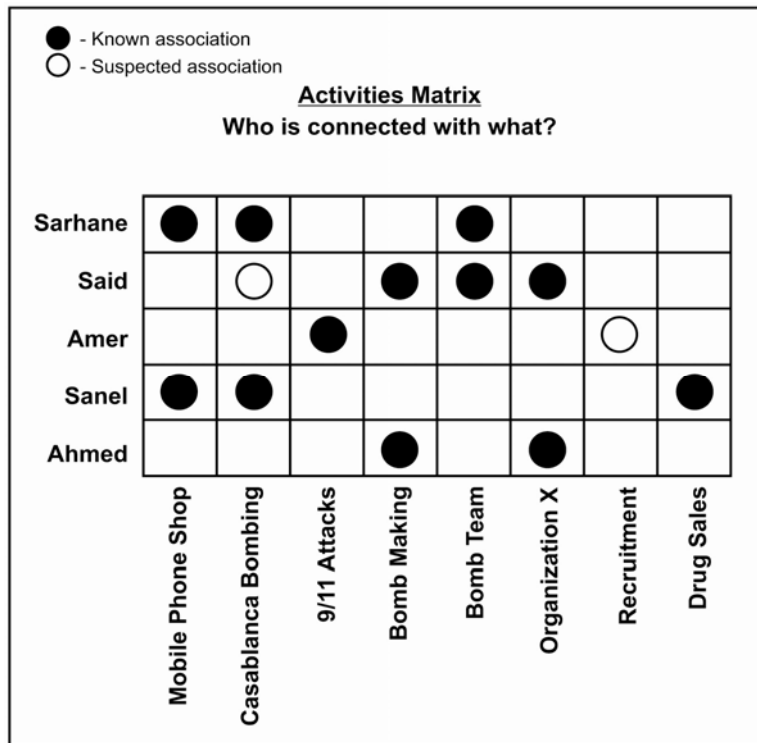 - Known association
- Suspected association
Activities Matrix
Who is connected with what?
Sarhane
Said
Amer
Sanel
Ahmed
Mobile Phone Shop
Casablanca Bombing
9/11 Attacks
Bomb Making
Bomb Team
Organization X
Recruitment
Drug Sales